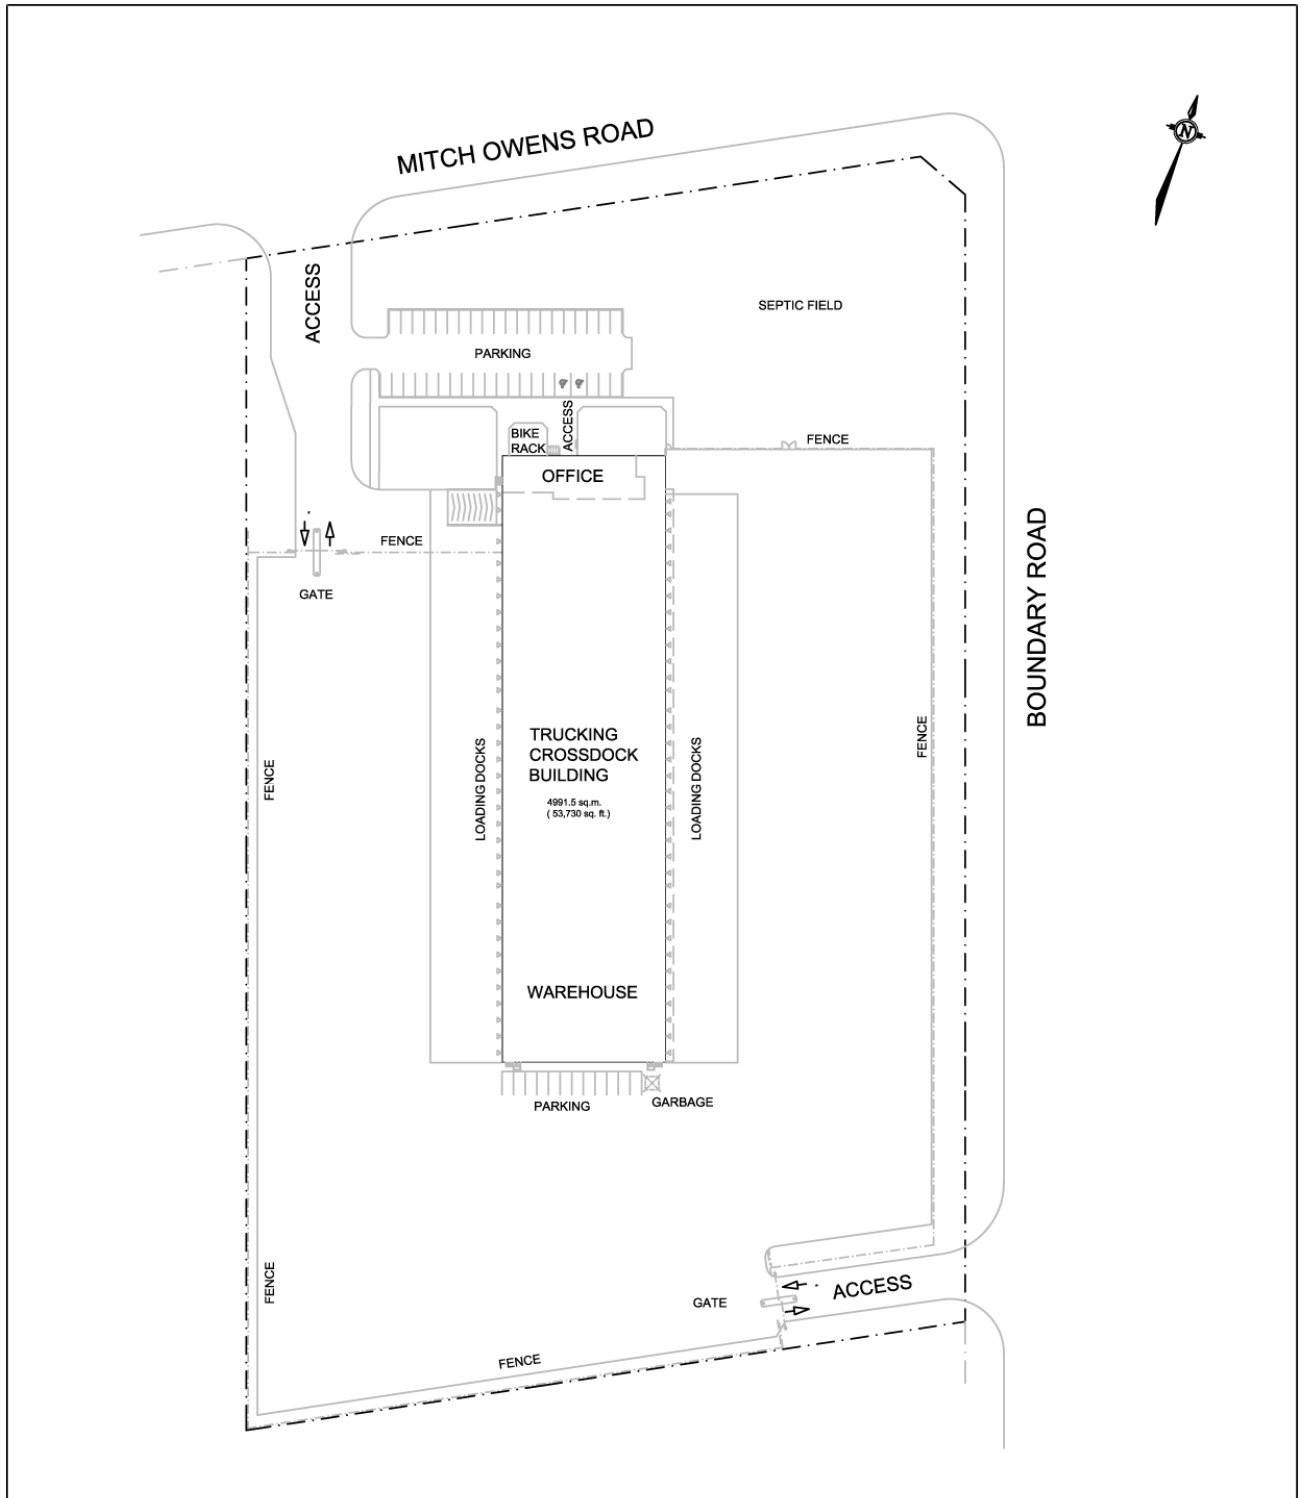 MITCH OWENS ROAD
N
ACCESS
SEPTIC FIELD
PARKING
ACCESS
BIKE
RACK
FENCE
OFFICE
FENCE
GATE
BOUNDARY ROAD
FENCE
FENCE
LOADING DOCKS
TRUCKING
CROSSDOCK
BUILDING
4991.5 sq.m.
( 53,730 sq. ft.)
LOADING DOCKS
WAREHOUSE
PARKING
GARBAGE
FENCE
GATE
ACCESS
FENCE